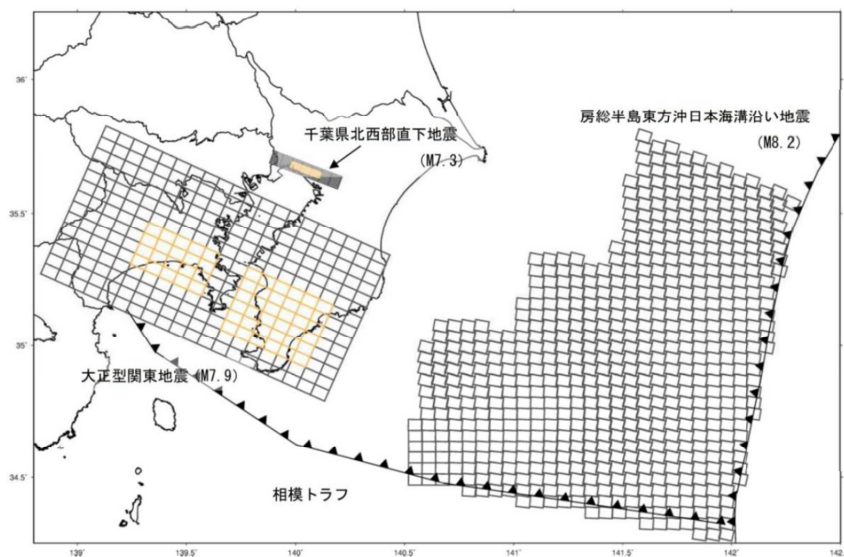 36゜
房総半島東方沖日本海溝沿い地震
(M8.2)
千葉県北西部直下地震
(M7.3)
35.5゜
35゜
大正型関東地震(M7.9)
34.5゜
相模トラフ
139゜
139.5゜
140゜
140.5゜
141゜
141.5゜
142゜
142.